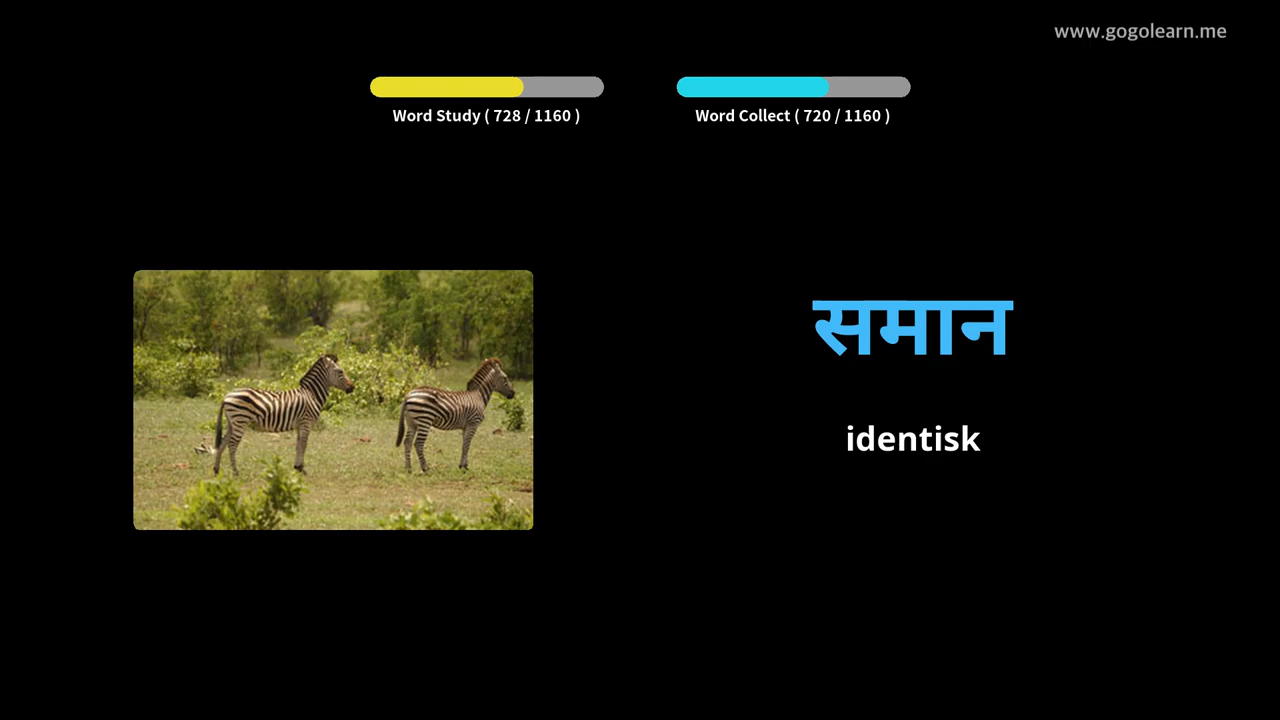 www.gogolearn.me
Word Study ( 728 / 1160 )
Word Collect ( 720 / 1160 )
समान
identisk